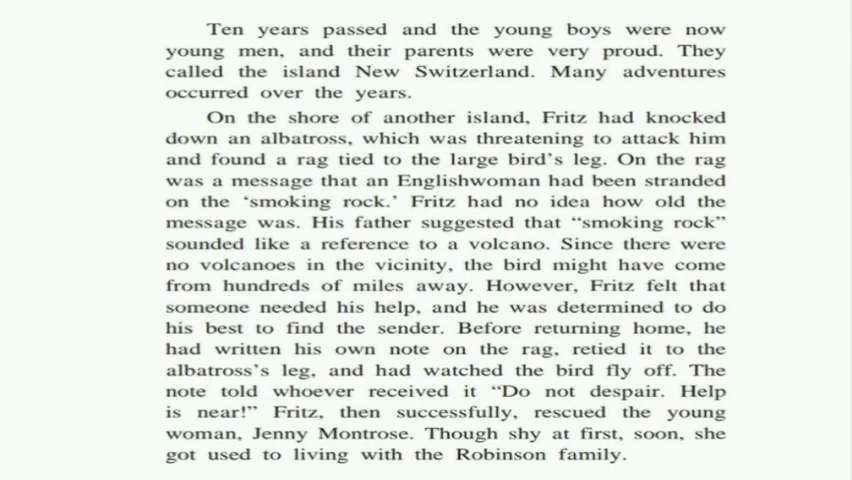 Ten years passed and the young boys were now
young men, and their parents were very proud. They
called the island New Switzerland. Many adventures
occurred over the years.
On the shore of another island, Fritz had knocked
down an albatross, which was threatening to attack him
and found a rag tied to the large bird's leg. On the rag
was a message that an Englishwoman had been stranded
on the ‘smoking rock.’ Fritz had no idea how old the
message was. His father suggested that “smoking rock”
sounded like a reference to a volcano. Since there were
no volcanoes in the vicinity, the bird might have come
from hundreds of miles away. However, Fritz felt that
someone needed his help, and he was determined to do
his best to find the sender. Before returning home, he
had written his own note on the rag, retied it to the
albatross's leg, and had watched the bird fly off. The
note told whoever received it “Do not despair. Help
is near!” Fritz, then successfully, rescued the young
woman, Jenny Montrose. Though shy at first, soon, she
got used to living with the Robinson family.